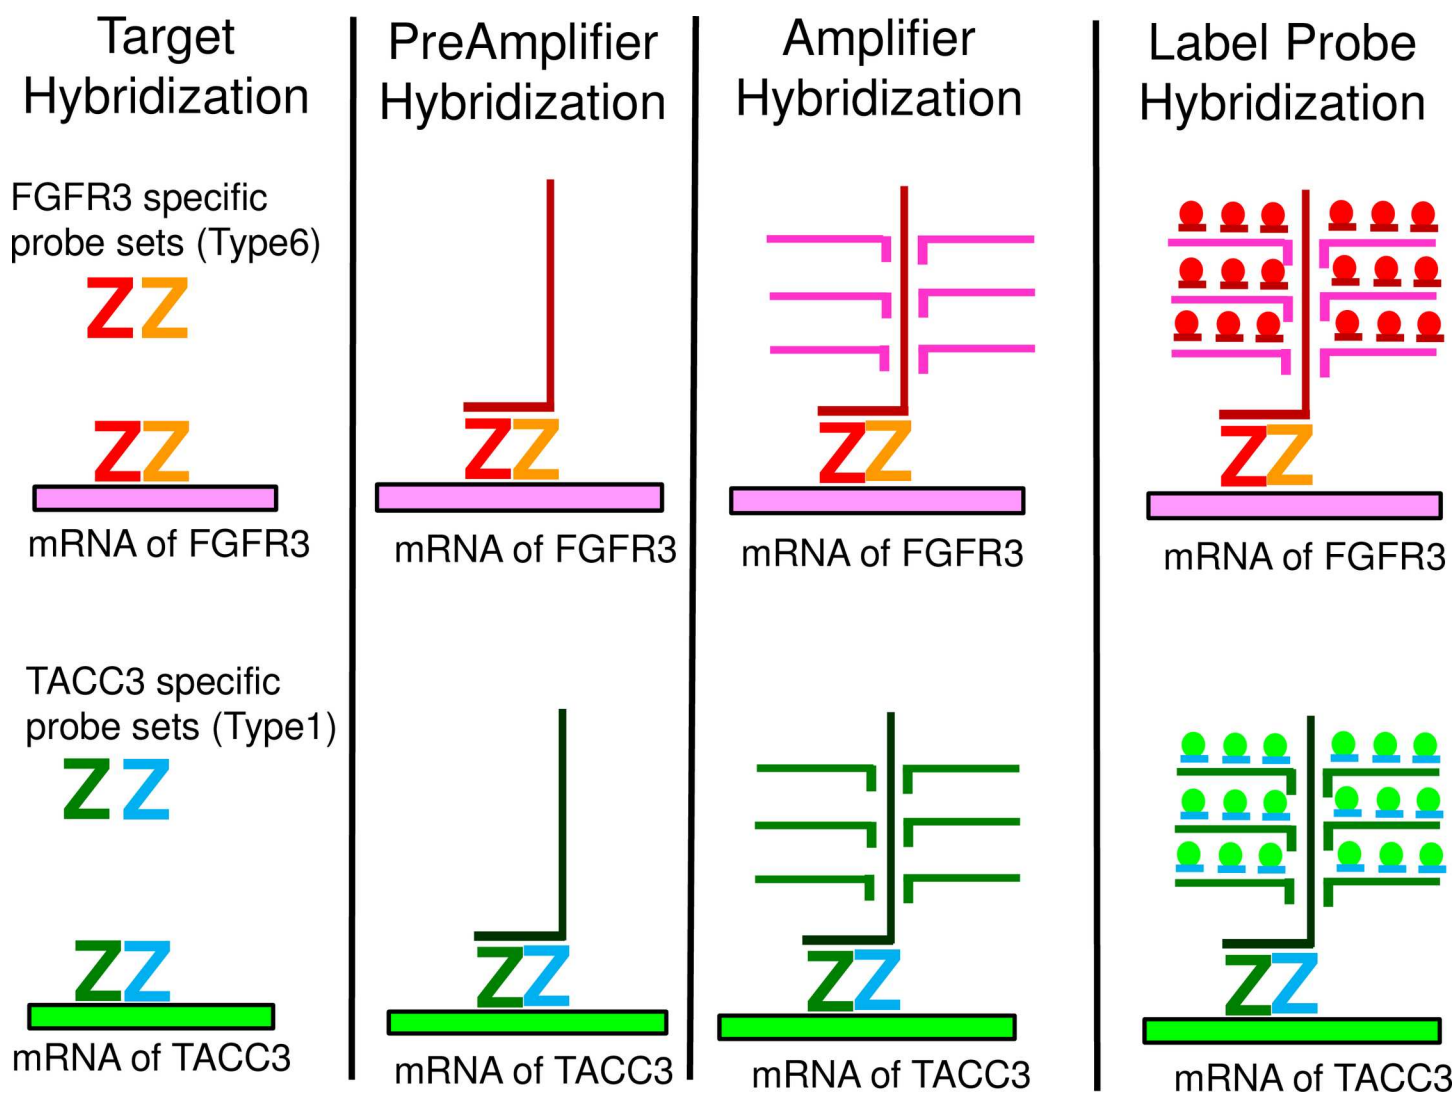 Target
Hybridization
PreAmplifier
Hybridization
Amplifier
Hybridization
Label Probe
Hybridization
FGFR3 specific
probe sets (Type6)
ZZ
ZZ
ZZ
ZZ
ZZ
mRNA of FGFR3
mRNA of FGFR3
mRNA of FGFR3
mRNA of FGFR3
TACC3 specific
probe sets (Type1)
ZZ
ZZ
ZZ
ZZ
ZZ
mRNA of TACC3
mRNA of TACC3
mRNA of TACC3
mRNA of TACC3